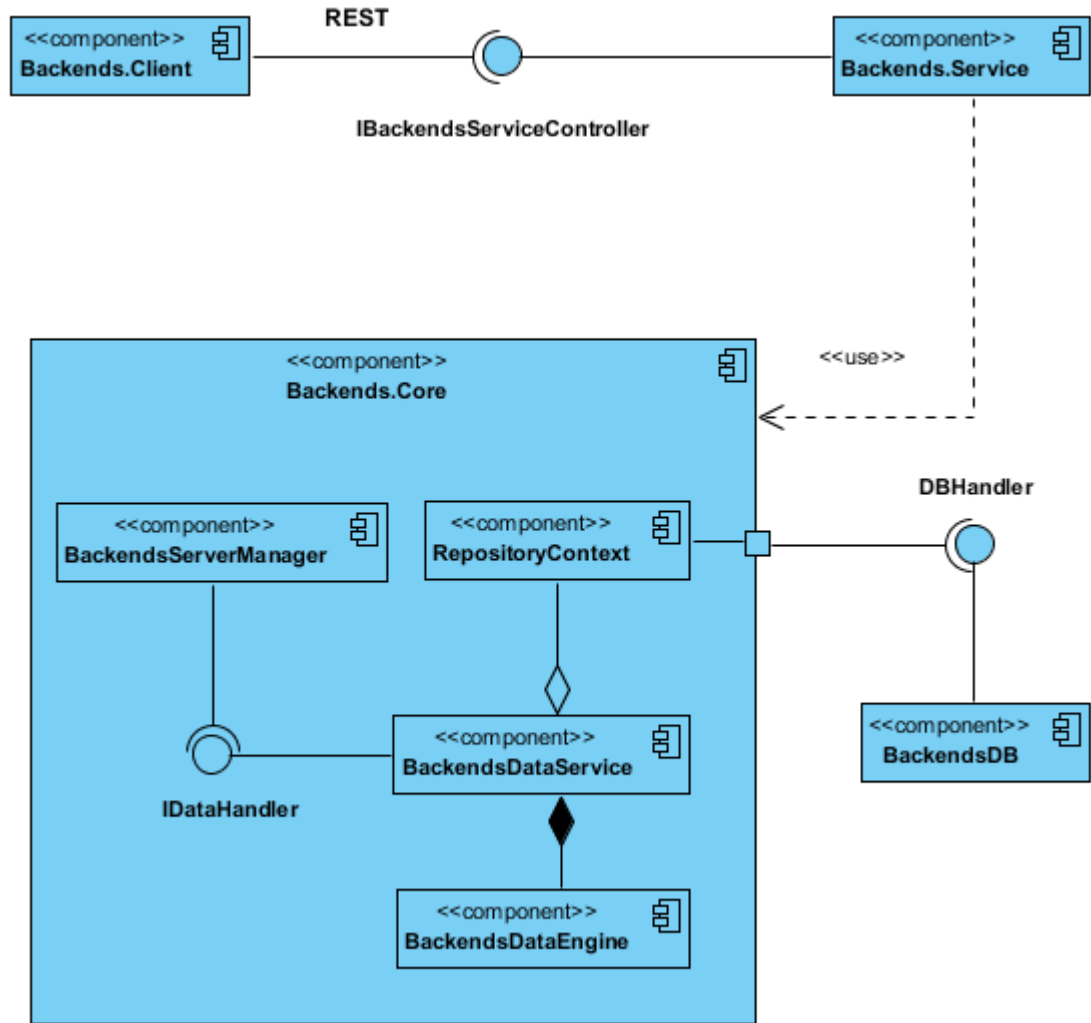 REST
<<component>>
Backends.Client
<<component>>
Backends.Service
IBackendsServiceController
<<component>>
Backends.Core
<<use>>
DBHandler
<<component>>
BackendsServerManager
<<component>>
RepositoryContext
<<component>>
BackendsDataService
<<component>>
BackendsDB
IDataHandler
<<component>>
BackendsDataEngine